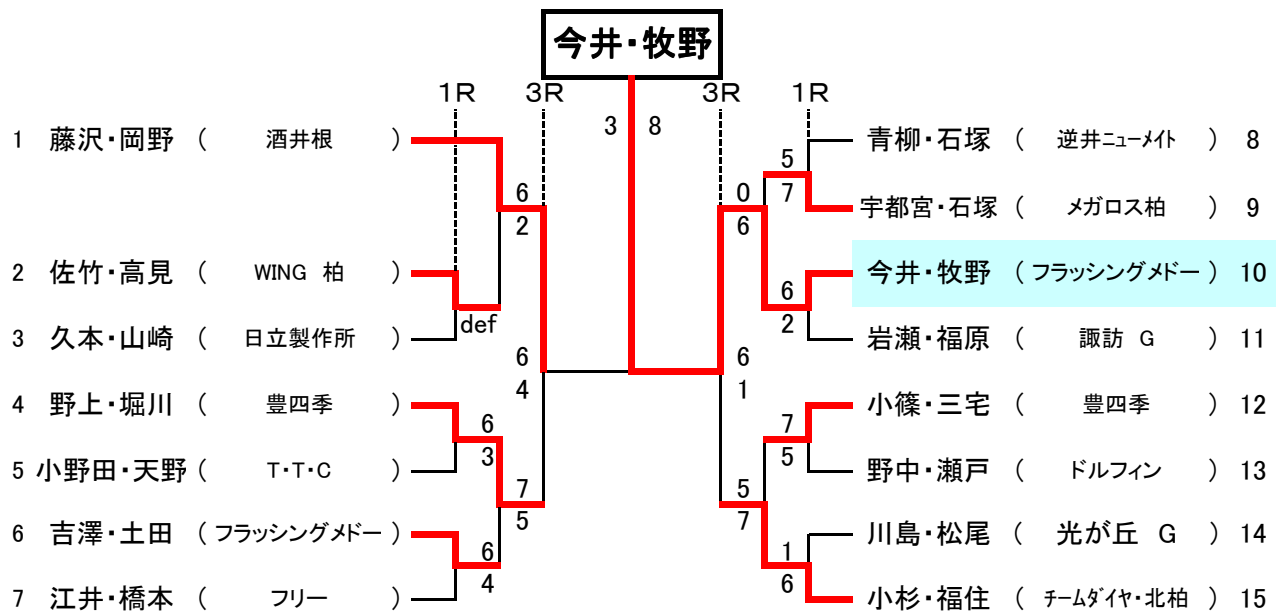 今井・牧野
1R 3R 3R 1R
3 8
1 藤沢・岡野 ( 酒井根 ) 青柳・石塚 ( 逆井ニューメイト ) 8
5
6 0
7
2 6
宇都宮・石塚 ( メガロス柏 ) 9
2 佐竹・高見 ( WING 柏 ) 今井・牧野 ( フラッシングメドー ) 10
6
def 2
3 久本・山崎 ( 日立製作所 ) 岩瀬・福原 ( 諏訪 G ) 11
6 6
4 1
4 野上・堀川 ( 豊四季 ) 小篠・三宅 ( 豊四季 ) 12
6 7
3 5
5 小野田・天野 ( T・T・C ) 野中・瀬戸 ( ドルフィン ) 13
7 5
5 7
6 吉澤・土田 ( フラッシングメドー ) 川島・松尾 ( 光が丘 G ) 14
6 1
4 6
7 江井・橋本 ( フリー ) 小杉・福住 ( チームダイヤ・北柏 ) 15